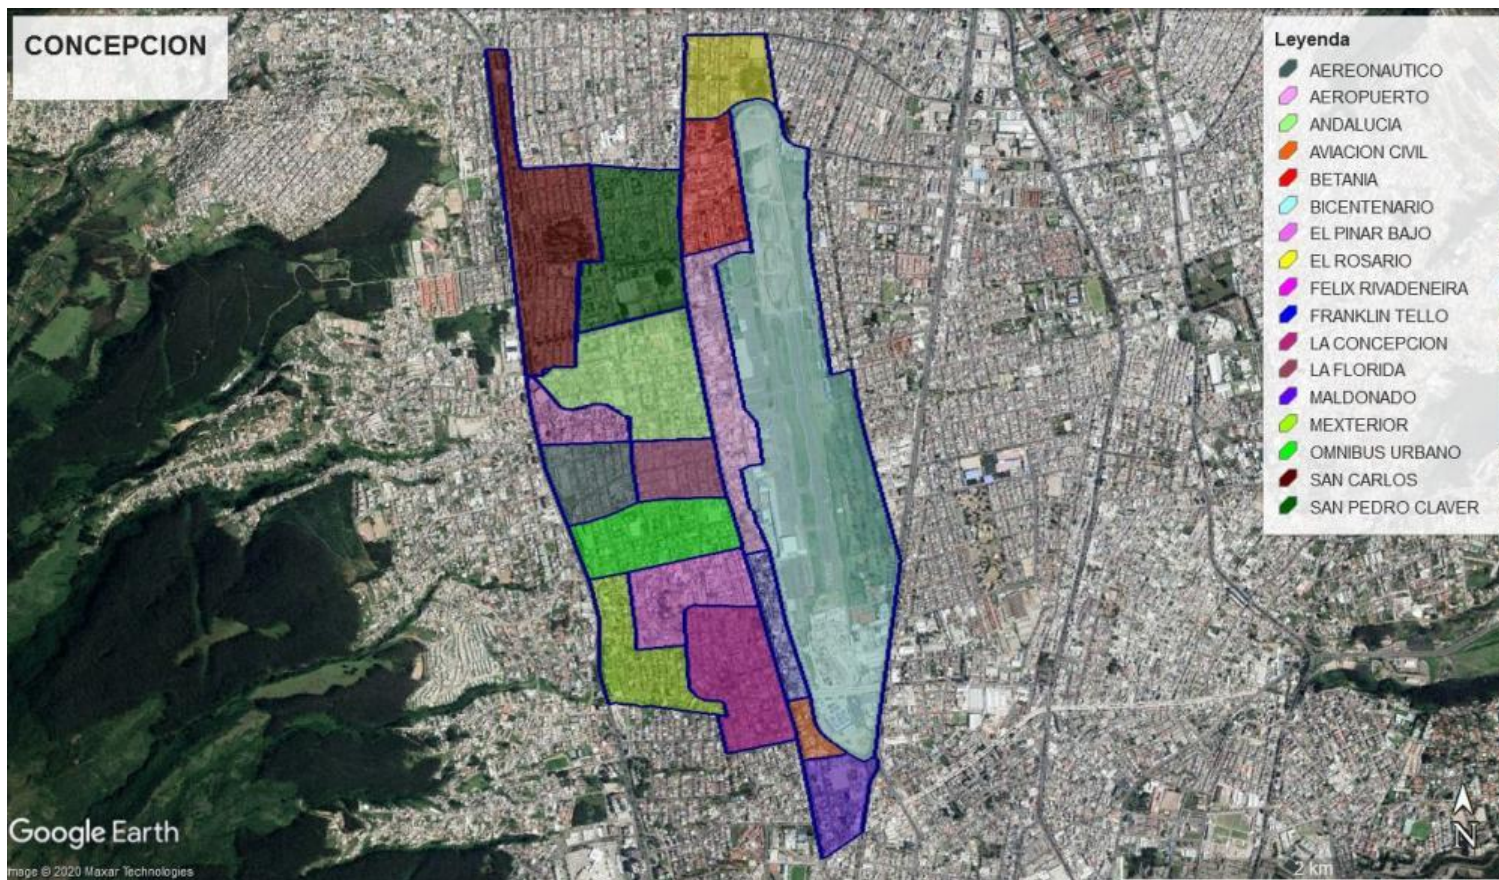 CONCEPCION
Leyenda
AEREONAUTICO
AEROPUERTO
ANDALUCIA
AVIACION CIVIL
BETANIA
BICENTENARIO
EL PINAR BAJO
EL ROSARIO
FELIX RIVADENEIRA
FRANKLIN TELLO
LA CONCEPCION
LA FLORIDA
MALDONADO
MEXTERIOR
OMNIBUS URBANO
SAN CARLOS
SAN PEDRO CLAVER
N
Google Earth
2 km
mage © 2020 Maxar Technologies